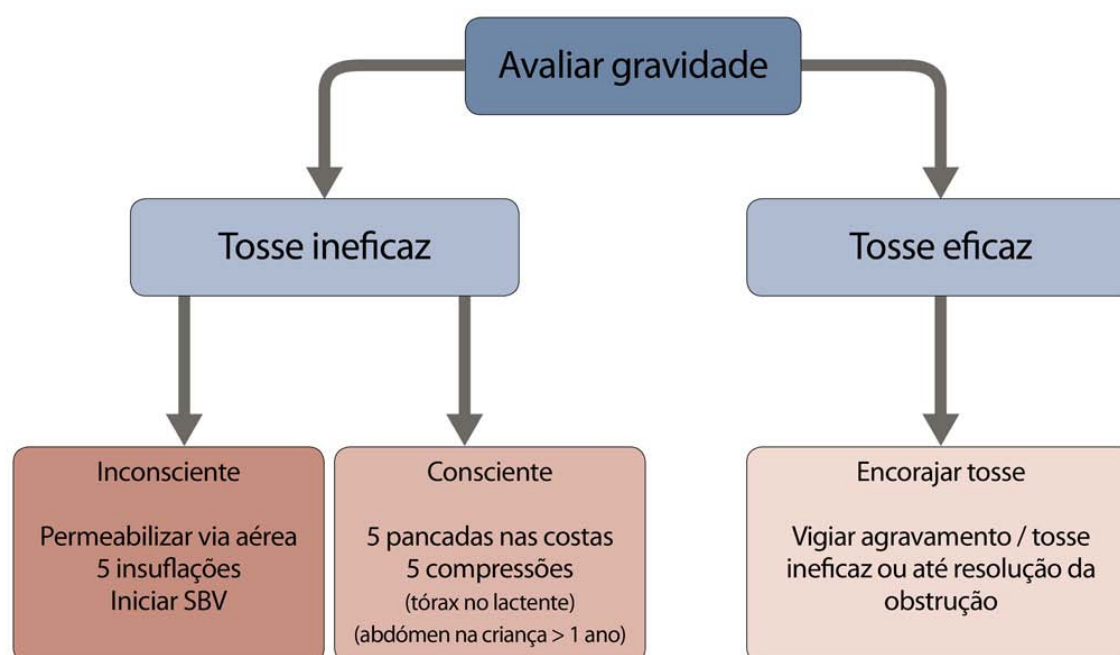 Avaliar gravidade
Tosse ineficaz
Tosse eficaz
Inconsciente
Permeabilizar via aérea
5 insuflações
Iniciar SBV
Consciente
5 pancadas nas costas
5 compressões
(tórax no lactente)
(abdómen na criança > 1 ano)
Encorajar tosse
Vigiar agravamento / tosse
ineficaz ou até resolução da
obstrução